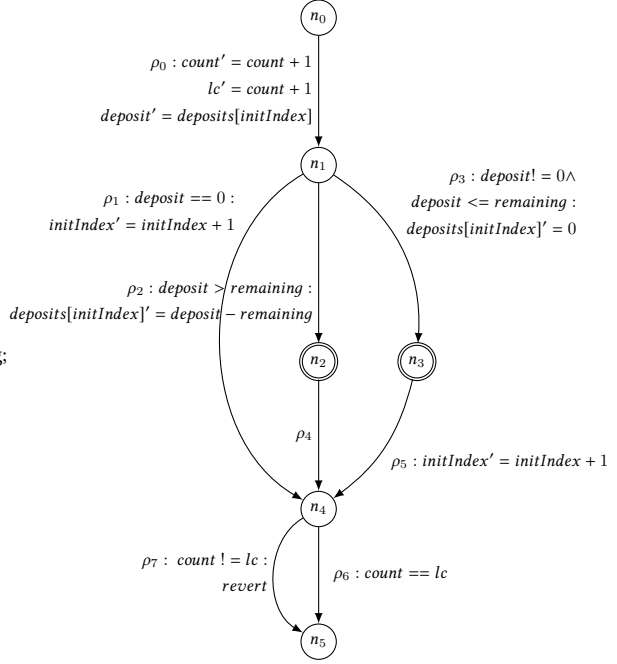 n₀
ρ₀ : count′ = count + 1
lc′ = count + 1
deposit′ = deposits[initIndex]
n₁
ρ₃ : deposit! = 0∧
deposit <= remaining :
deposits[initIndex]′ = 0
ρ₁ : deposit == 0 :
initIndex′ = initIndex + 1
ρ₂ : deposit > remaining :
deposits[initIndex]′ = deposit − remaining
g;
n₂
n₃
ρ₄
ρ₅ : initIndex′ = initIndex + 1
n₄
ρ₇ : count ! = lc :
revert
ρ₆ : count == lc
n₅